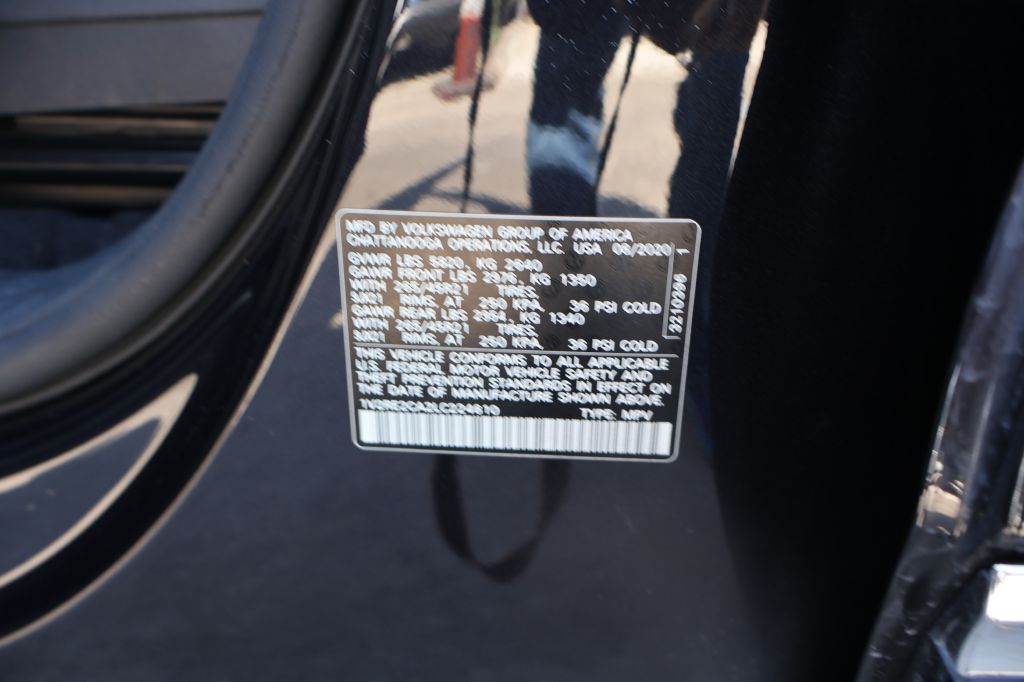 MFD BY VOLKSWAGEN GROUP OF AMERICA
CHATTANOOGA OPERATIONS, LLC USA 06/2020 1
GVWR LBS 5820, KG 2640
GAWR FRONT LBS 2976, KG 1350
WITH 265/45R21 TIRES,
RIMS, AT 250 KPA, 36 PSI COLD
GAWR REAR LBS 2954, KG 1340
WITH 265/45R21 TIRES,
RIMS, AT 250 KPA, 36 PSI COLD
THIS VEHICLE CONFORMS TO ALL APPLICABLE
U.S. FEDERAL MOTOR VEHICLE SAFETY AND
THEFT PREVENTION STANDARDS IN EFFECT ON
THE DATE OF MANUFACTURE SHOWN ABOVE
TYPE: MPV